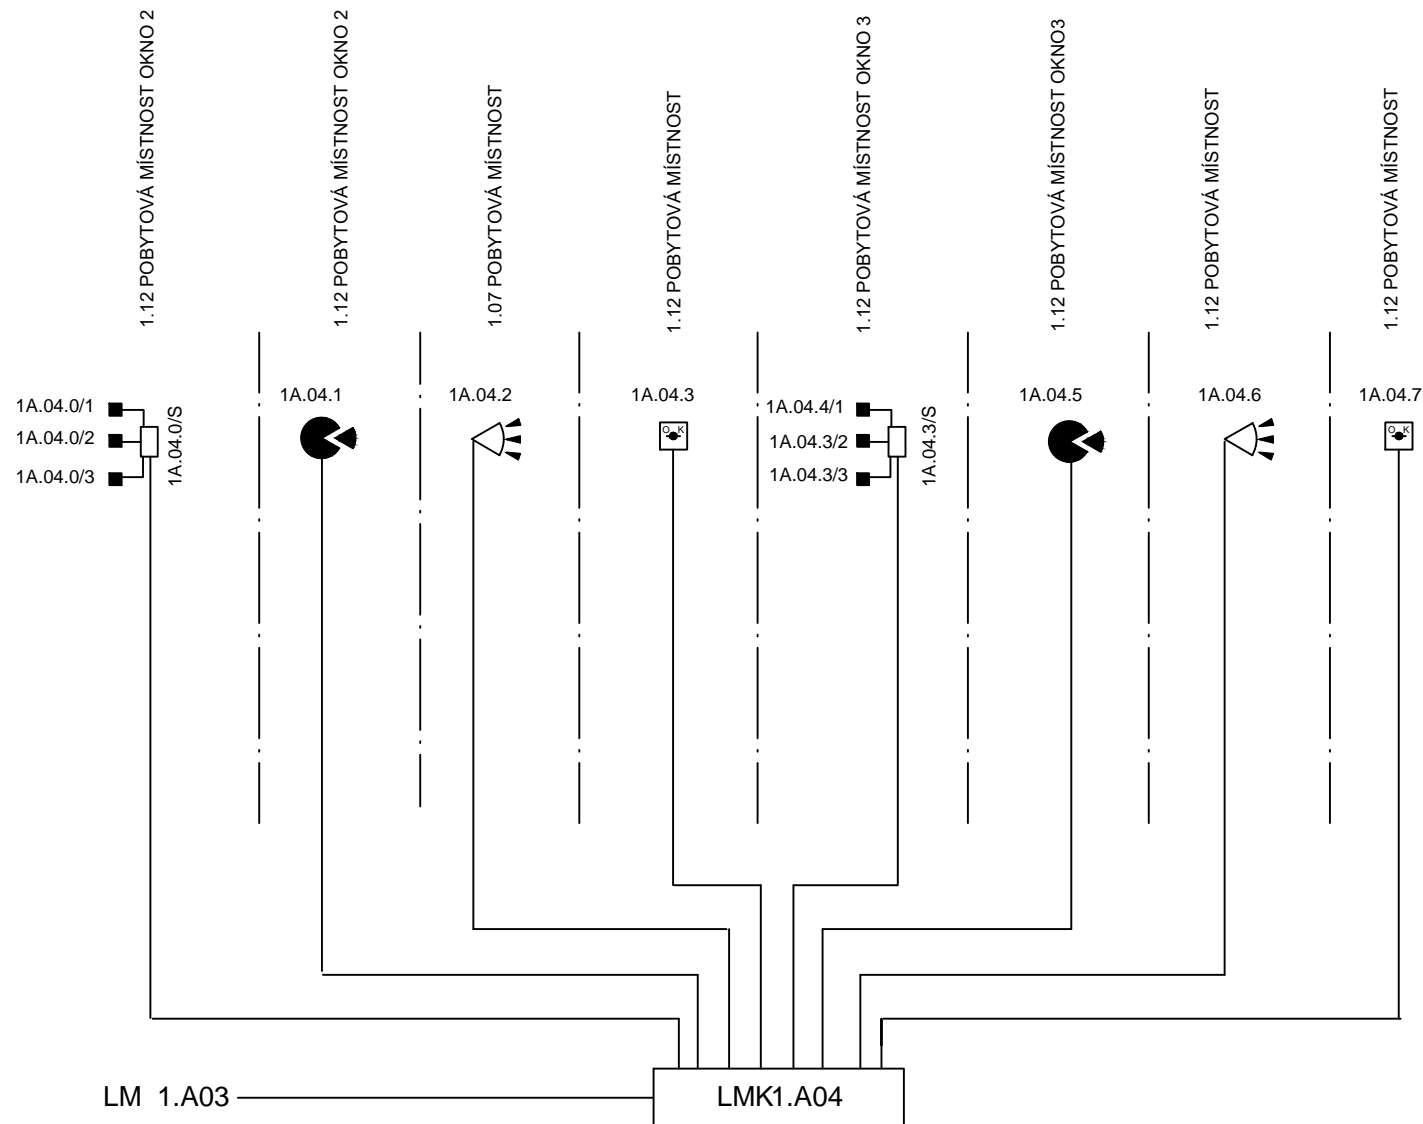 1.12 POBYTOVÁ MÍSTNOST OKNO 2
1.12 POBYTOVÁ MÍSTNOST OKNO 2
1.07 POBYTOVÁ MÍSTNOST
1.12 POBYTOVÁ MÍSTNOST
1.12 POBYTOVÁ MÍSTNOST OKNO 3
1.12 POBYTOVÁ MÍSTNOST OKNO3
1.12 POBYTOVÁ MÍSTNOST
1.12 POBYTOVÁ MÍSTNOST
1A.04.0/1
1A.04.0/2
1A.04.0/3
1A.04.0/S
1A.04.1
1A.04.2
1A.04.3
O K
1A.04.4/1
1A.04.3/2
1A.04.3/3
1A.04.3/S
1A.04.5
1A.04.6
1A.04.7
O K
LM 1.A03
LMK1.A04